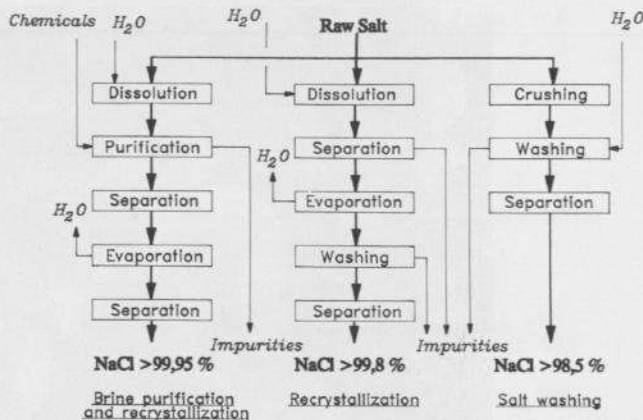 Chemicals H₂O H₂O Raw Salt H₂O
Dissolution Dissolution Crushing
Purification Separation Washing
H₂O
Separation Evaporation Separation
H₂O
Evaporation Washing
Separation Separation
Impurities Impurities
NaCl >99,95 % NaCl >99,8 % NaCl >98,5 %
Brine purification Recrystallization Salt washing
and recrystallization